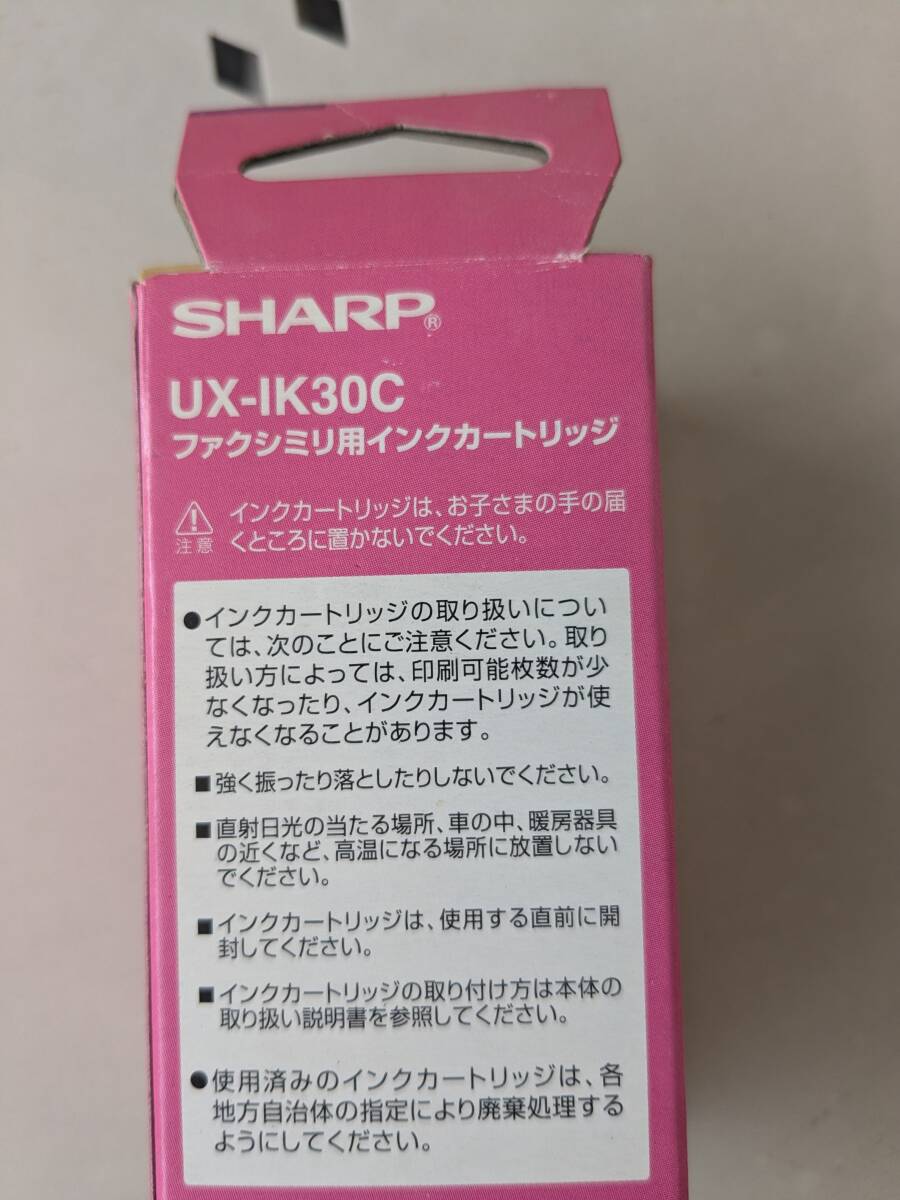 SHARP®
UX-IK30C
ファクシミリ用インクカートリッジ
インクカートリッジは、お子さまの手の届
注意
くところに置かないでください。
●インクカートリッジの取り扱いについ
ては、次のことにご注意ください。取り
扱い方によっては、印刷可能枚数が少
なくなったり、インクカートリッジが使
えなくなることがあります。
■強く振ったり落としたりしないでください。
■直射日光の当たる場所、車の中、暖房器具
の近くなど、高温になる場所に放置しない
でください。
■インクカートリッジは、使用する直前に開
封してください。
■インクカートリッジの取り付け方は本体の
取り扱い説明書を参照してください。
●使用済みのインクカートリッジは、各
地方自治体の指定により廃棄処理する
ようにしてください。